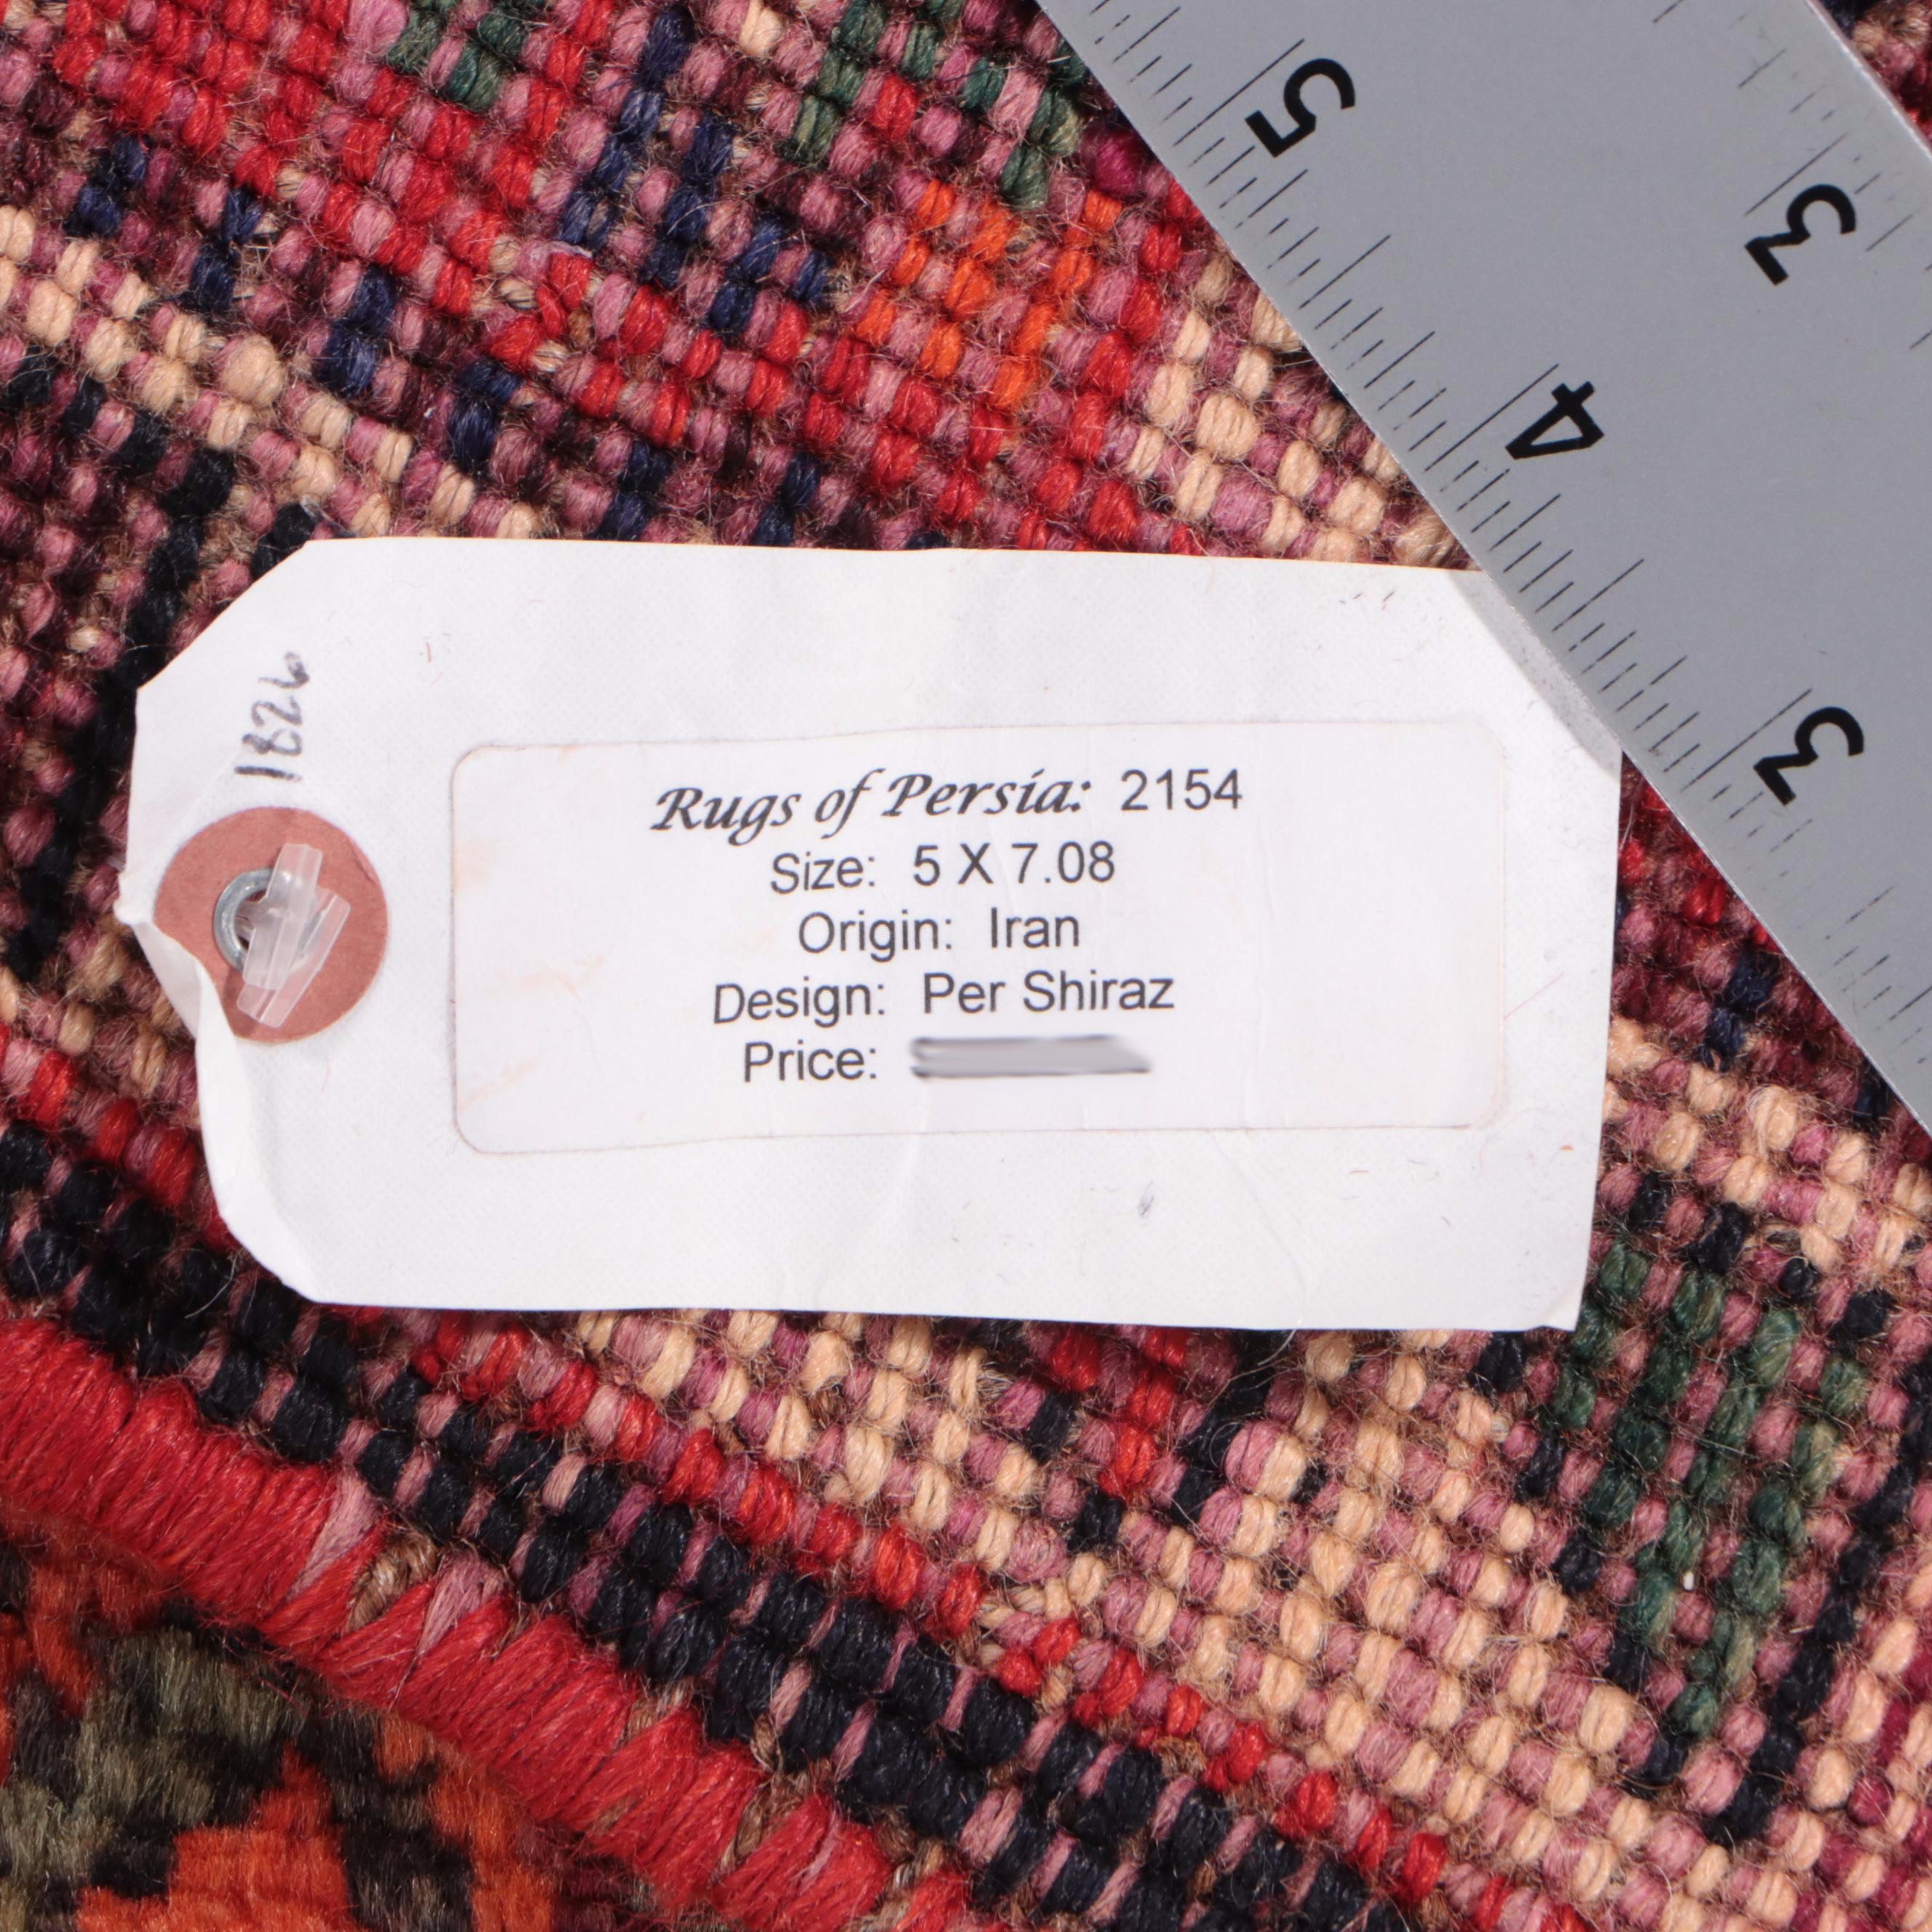 1826
Rugs of Persia: 2154
Size: 5 X 7.08
Origin: Iran
Design: Per Shiraz
Price:
5
4
3
3